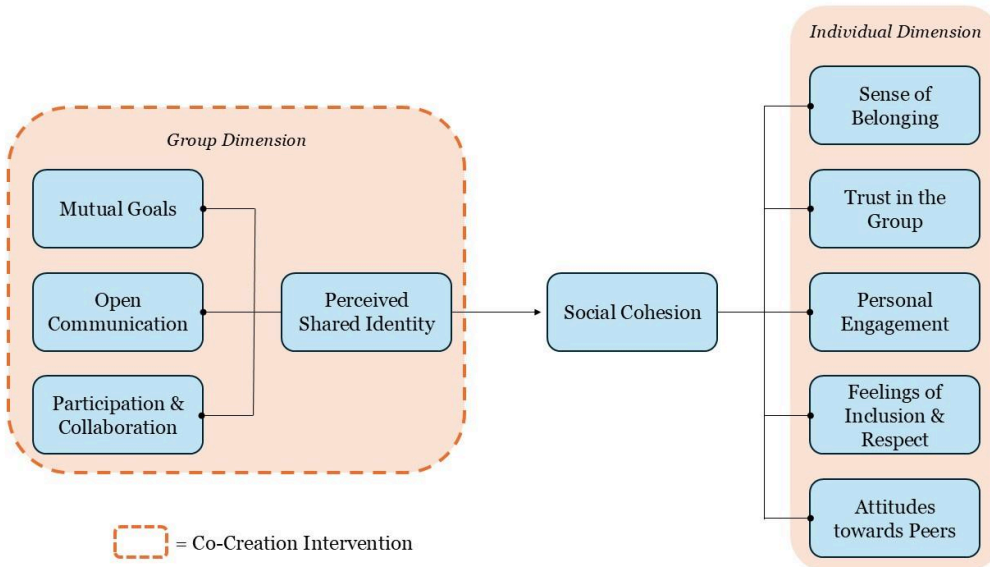 Individual Dimension
Group Dimension
Mutual Goals
Open
Communication
Participation &
Collaboration
Perceived
Shared Identity
Social Cohesion
Sense of
Belonging
Trust in the
Group
Personal
Engagement
Feelings of
Inclusion &
Respect
Attitudes
towards Peers
= Co-Creation Intervention